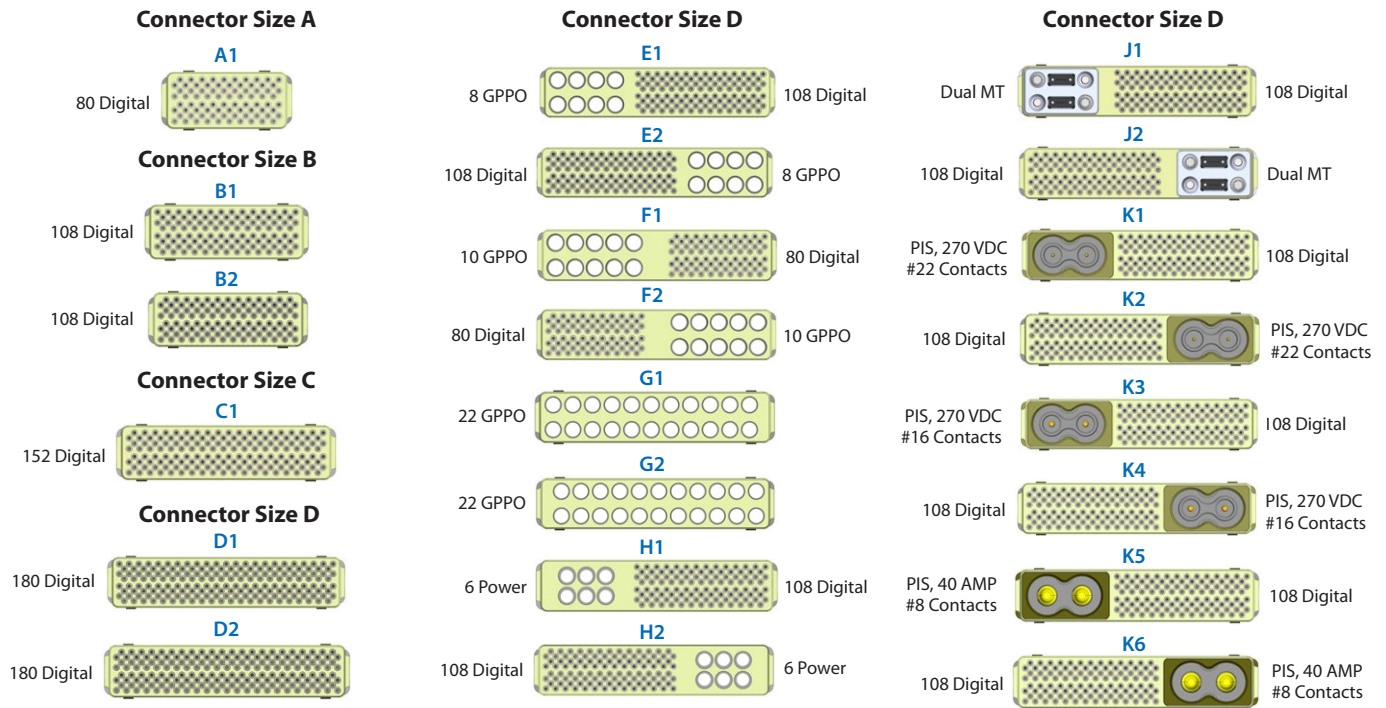 Connector Size A
A1
80 Digital
Connector Size B
B1
108 Digital
B2
108 Digital
Connector Size C
C1
152 Digital
Connector Size D
D1
180 Digital
D2
180 Digital
Connector Size D
E1
8 GPPO
108 Digital
E2
108 Digital
8 GPPO
F1
10 GPPO
80 Digital
F2
80 Digital
10 GPPO
G1
22 GPPO
G2
22 GPPO
H1
6 Power
108 Digital
H2
108 Digital
6 Power
Connector Size D
J1
Dual MT
108 Digital
J2
108 Digital
Dual MT
K1
PIS, 270 VDC
#22 Contacts
108 Digital
K2
108 Digital
PIS, 270 VDC
#22 Contacts
K3
PIS, 270 VDC
#16 Contacts
108 Digital
K4
108 Digital
PIS, 270 VDC
#16 Contacts
K5
PIS, 40 AMP
#8 Contacts
108 Digital
K6
108 Digital
PIS, 40 AMP
#8 Contacts